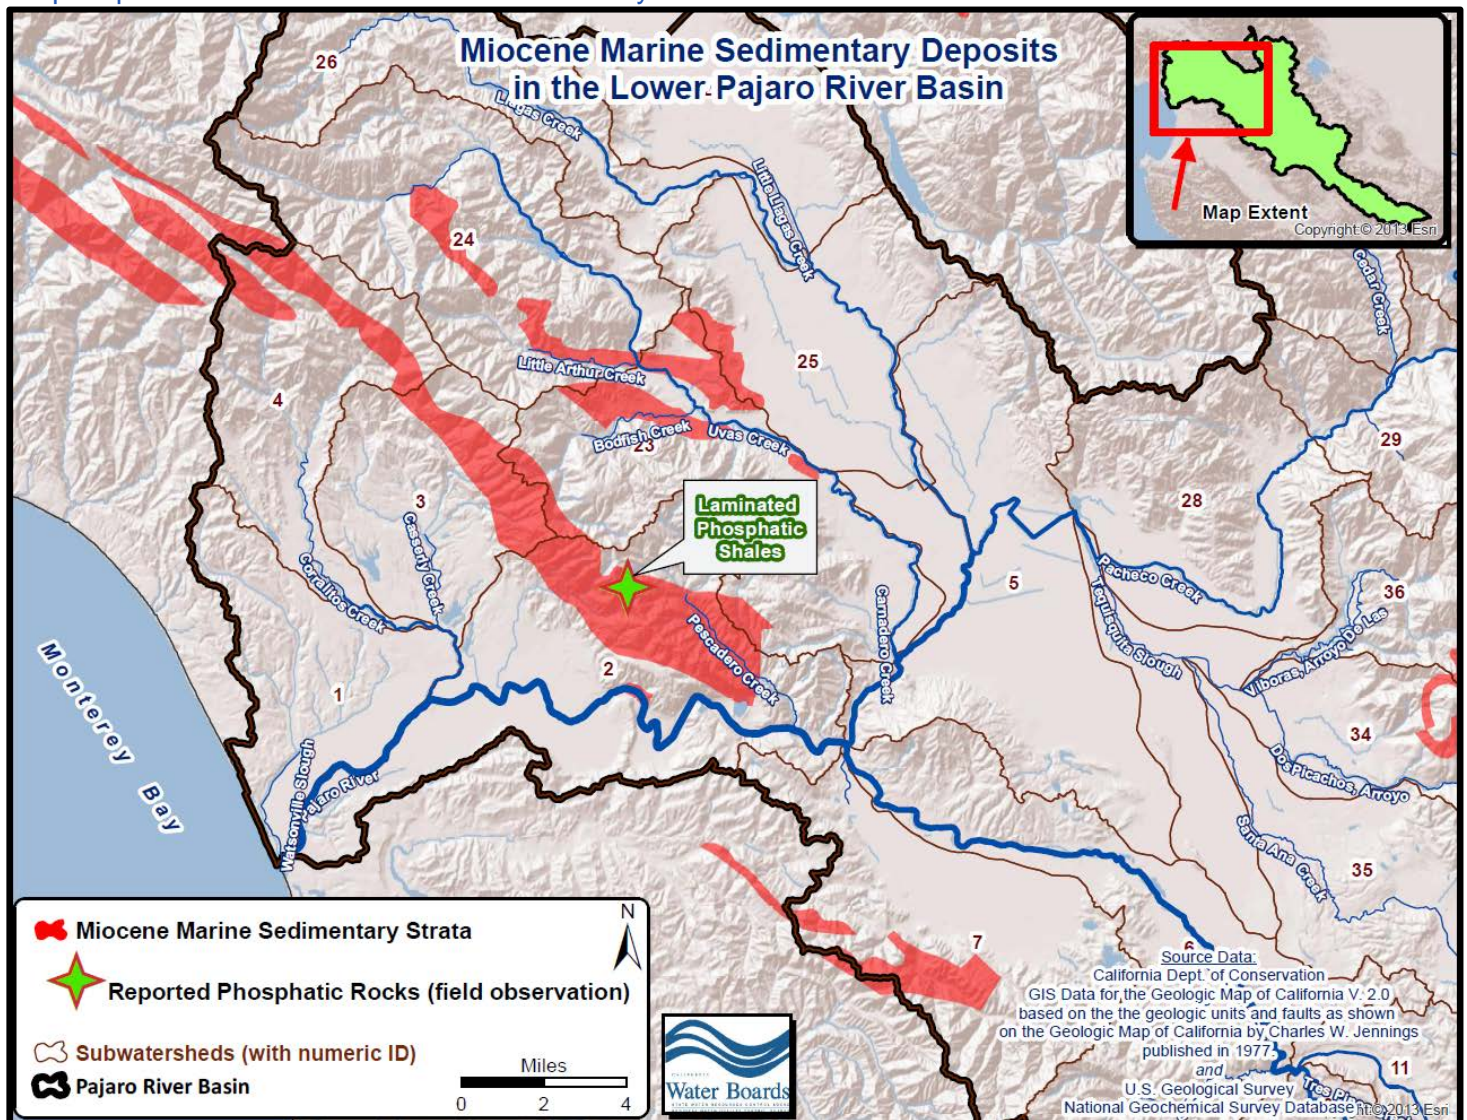 Miocene Marine Sedimentary Deposits
in the Lower Pajaro River Basin
Map Extent
Copyright:© 2013 Esri
26
Llagas Creek
Little Llagas Creek
Cedar Creek
24
25
4
Little Arthur Creek
Bodfish Creek
23
Uvas Creek
29
28
3
Casserly Creek
Corralitos Creek
Laminated
Phosphatic
Shales
5
Pacheco Creek
Tequisquita Slough
36
Viboras, Arroyo De Las
Carnadero Creek
Pescadero Creek
2
1
Monterey Bay
Watsonville Slough
Pajaro River
34
Dos Picachos, Arroyo
Santa Ana Creek
35
7
6
11
Miocene Marine Sedimentary Strata
Reported Phosphatic Rocks (field observation)
Subwatersheds (with numeric ID)
Pajaro River Basin
N
Miles
0 2 4
Water Boards
Source Data:
California Dept. of Conservation
GIS Data for the Geologic Map of California V. 2.0
based on the the geologic units and faults as shown
on the Geologic Map of California by Charles W. Jennings
published in 1977.
and
U.S. Geological Survey
National Geochemical Survey Database
© 2013 Esri